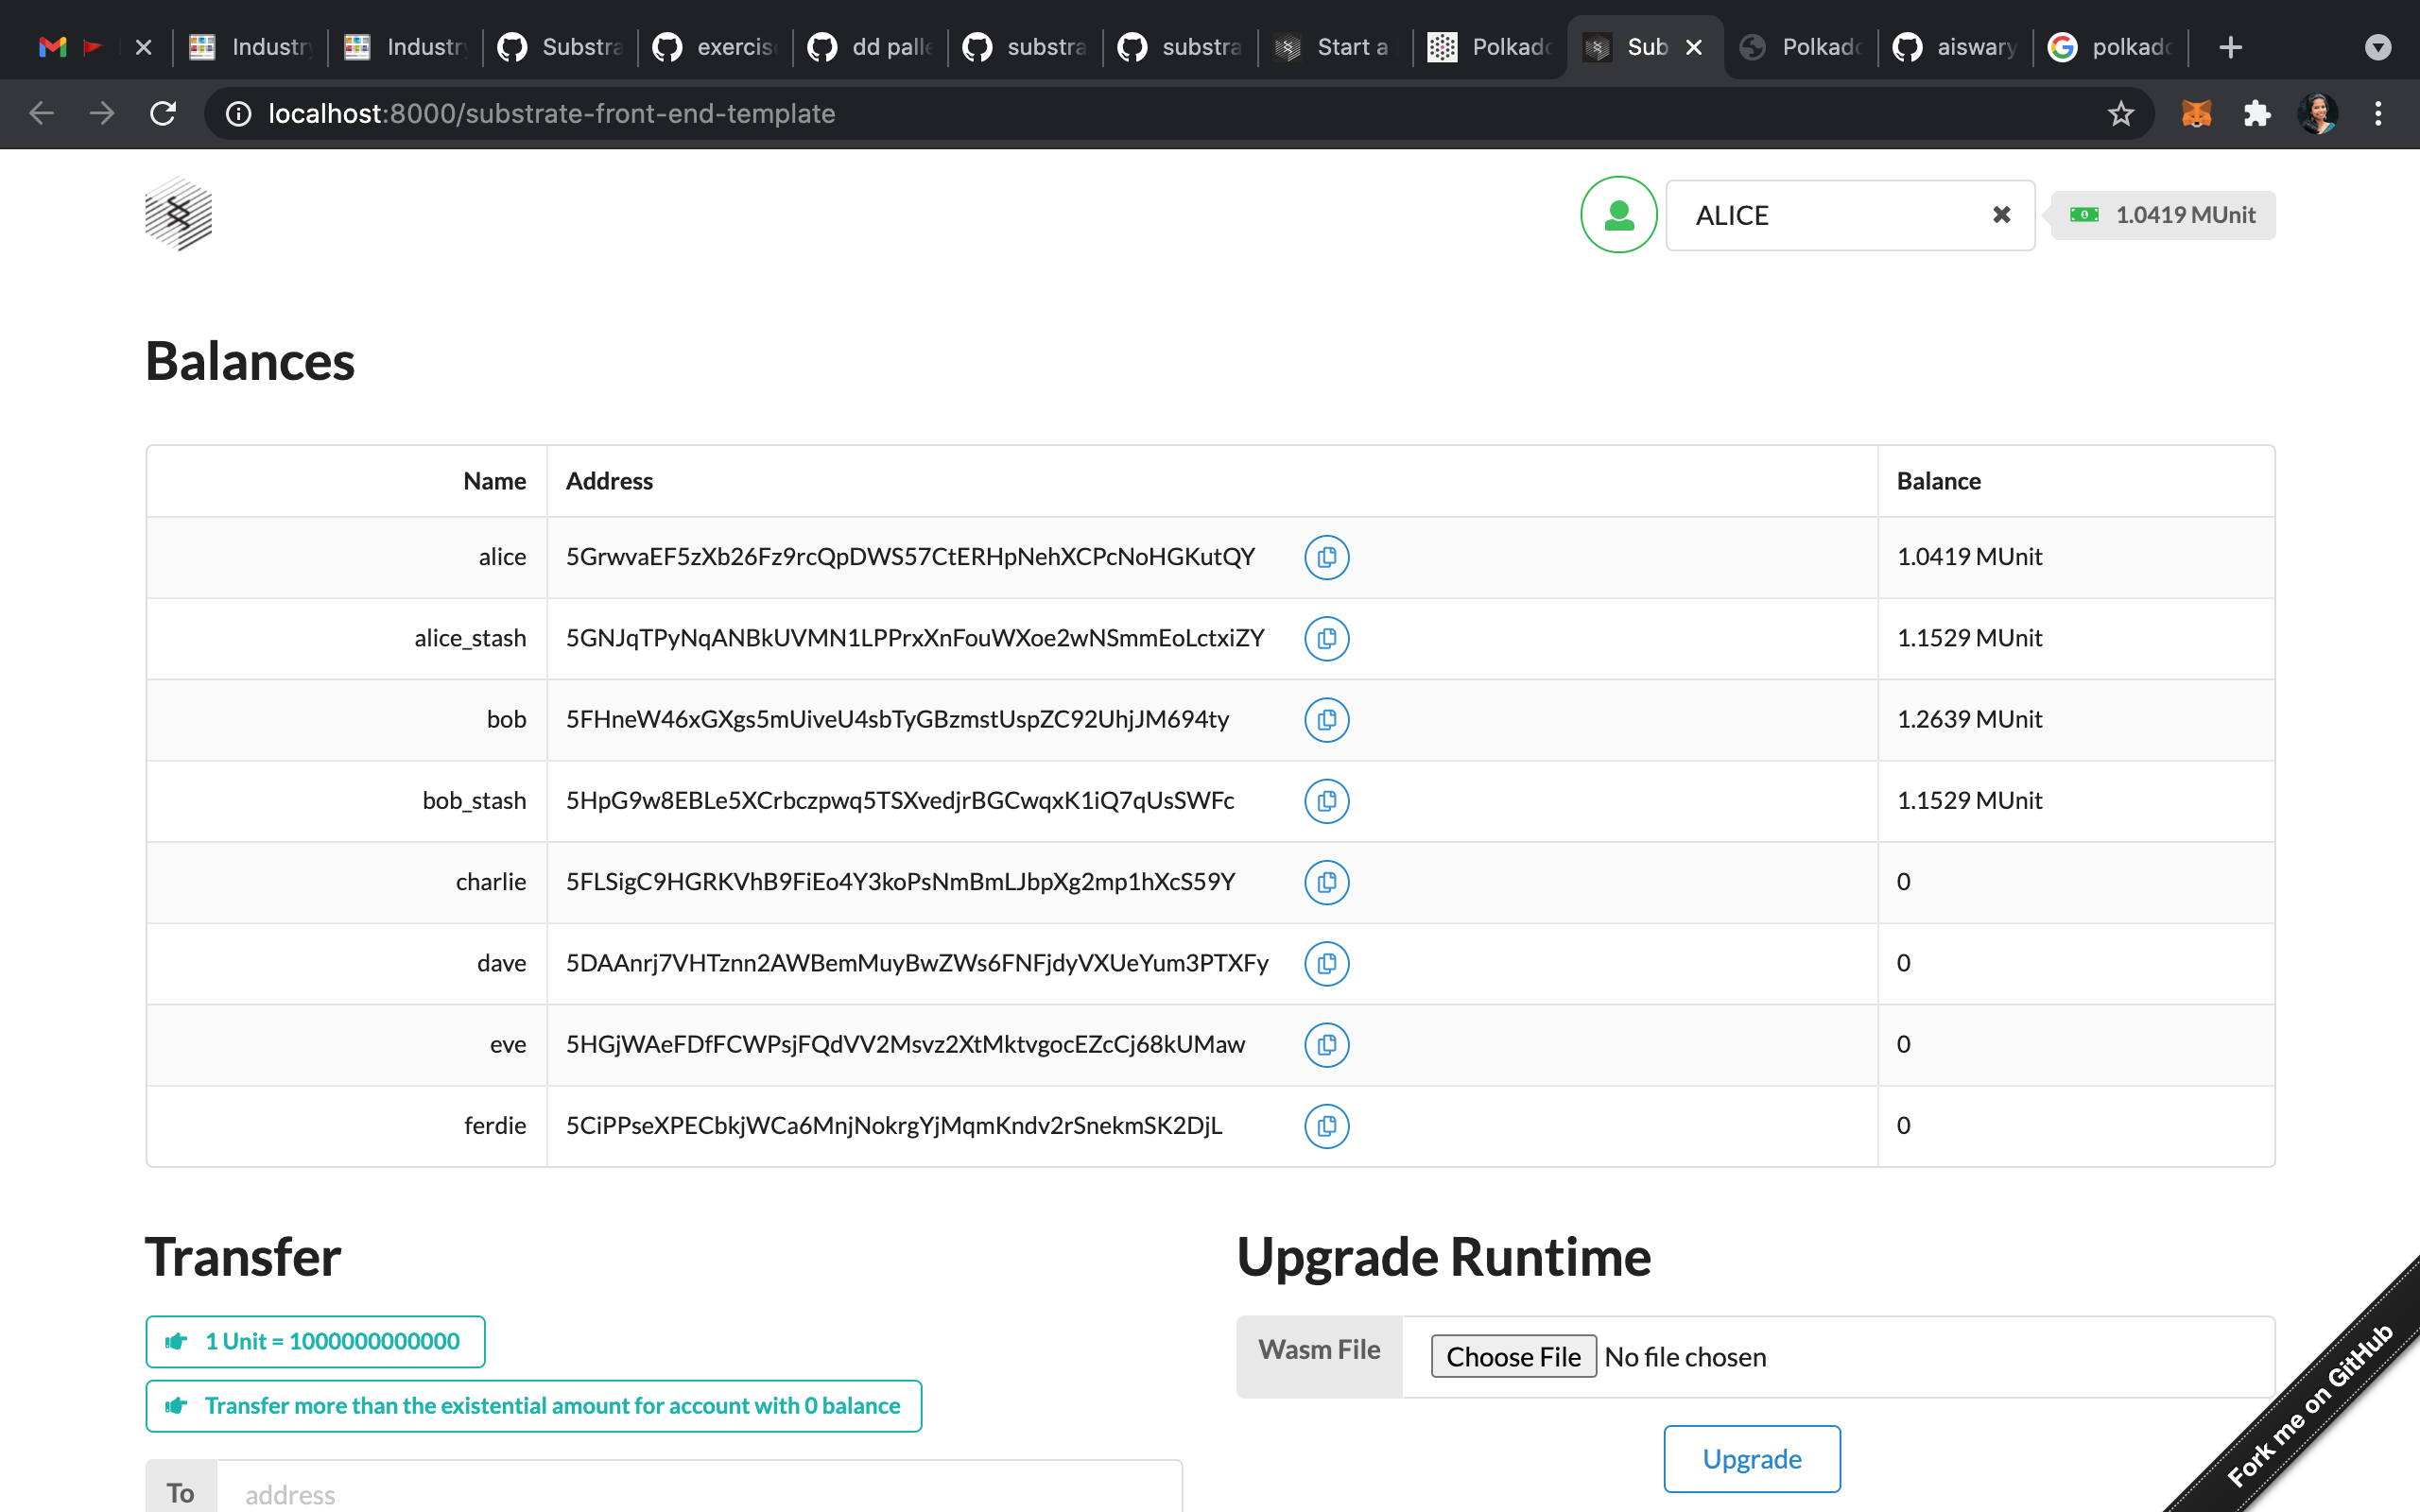 Industr Industr Substra exercis dd palle substra substra Start a Polkado Sub Polkado aiswary polkado
localhost:8000/substrate-front-end-template
ALICE 1.0419 MUnit
Balances
Name Address Balance
alice 5GrwvaEF5zXb26Fz9rcQpDWS57CtERHpNehXCPcNoHGKutQY 1.0419 MUnit
alice_stash 5GNJqTPyNqANBkUVMN1LPPrxXnFouWXoe2wNSmmEoLctxiZY 1.1529 MUnit
bob 5FHneW46xGXgs5mUiveU4sbTyGBzmstUspZC92UhjJM694ty 1.2639 MUnit
bob_stash 5HpG9w8EBLe5XCrbczpwq5TSXvedjrBGCwqxK1iQ7qUsSWFc 1.1529 MUnit
charlie 5FLSigC9HGRKVhB9FiEo4Y3koPsNmBmLJbpXg2mp1hXcS59Y 0
dave 5DAAnrj7VHTznn2AWBemMuyBwZWs6FNFjdyVXUeYum3PTXFy 0
eve 5HGjWAeFDfFCWPsjFQdVV2Msvz2XtMktvgocEZcCj68kUMaw 0
ferdie 5CiPPseXPECbkjWCa6MnjNokrgYjMqmKndv2rSnekmSK2DjL 0
Transfer
1 Unit = 1000000000000
Transfer more than the existential amount for account with 0 balance
To address
Upgrade Runtime
Wasm File Choose File No file chosen
Upgrade
Fork me on GitHub